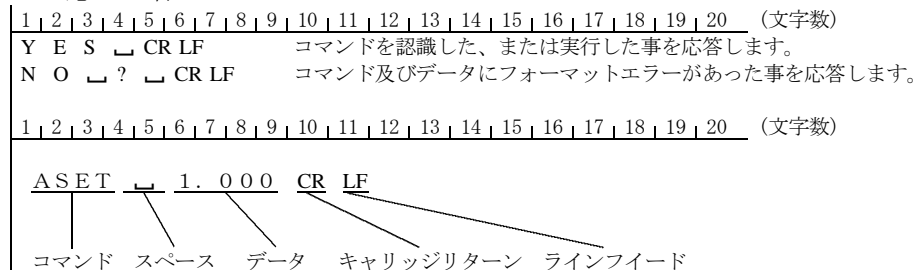 1 2 3 4 5 6 7 8 9 10 11 12 13 14 15 16 17 18 19 20 (文字数)
Y E S ␣ CR LF コマンドを認識した、または実行した事を応答します。
N O ␣ ? ␣ CR LF コマンド及びデータにフォーマットエラーがあった事を応答します。
1 2 3 4 5 6 7 8 9 10 11 12 13 14 15 16 17 18 19 20 (文字数)
ASET ␣ 1.000 CR LF
コマンド スペース データ キャリッジリターン ラインフイード